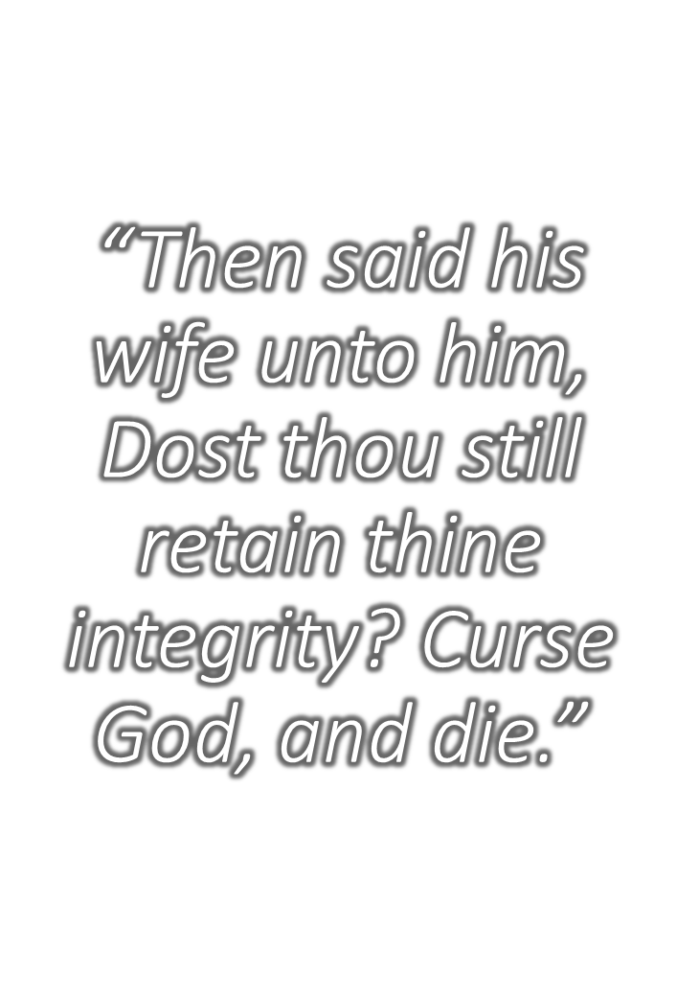 “Then said his
wife unto him,
Dost thou still
retain thine
integrity? Curse
God, and die.”